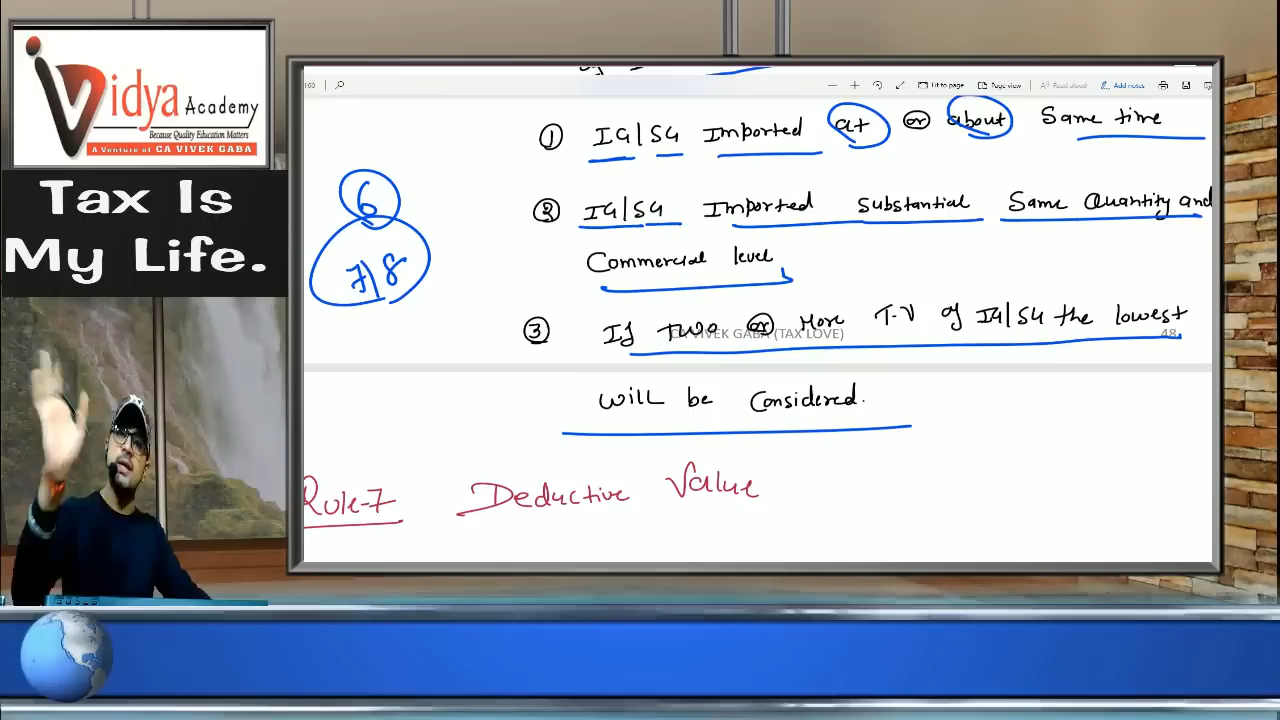 Vidya
Academy
Because Quality Education Matters
A Venture of CA VIVEK GABA
Tax Is
My Life.
Fit to page
Page view
Read aloud
Add notes
① IG/SG Imported at or about Same time
② IG/SG Imported substantial Same Quantity and
Commercial level
6
7/8
③ If Two or More T.V of IG/SG the lowest
CA VIVEK GABA (TAX LOVE)
48
will be Considered.
Rule-7 Deductive Value